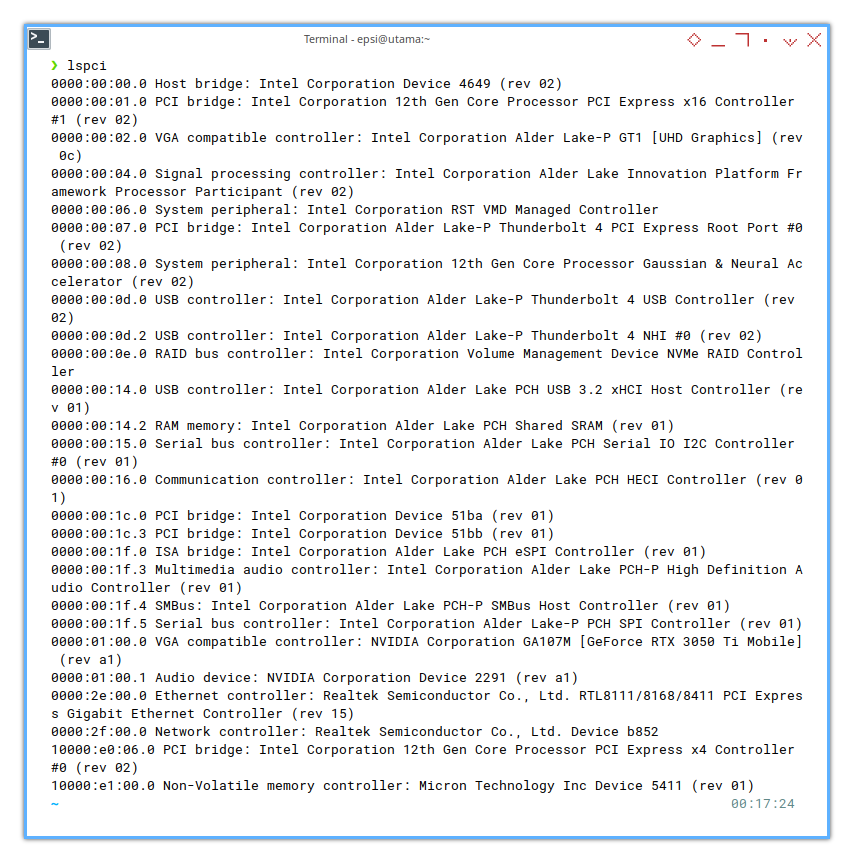 Terminal - epsi@utama:~
❯ lspci
0000:00:00.0 Host bridge: Intel Corporation Device 4649 (rev 02)
0000:00:01.0 PCI bridge: Intel Corporation 12th Gen Core Processor PCI Express x16 Controller
#1 (rev 02)
0000:00:02.0 VGA compatible controller: Intel Corporation Alder Lake-P GT1 [UHD Graphics] (rev
 0c)
0000:00:04.0 Signal processing controller: Intel Corporation Alder Lake Innovation Platform Fr
amework Processor Participant (rev 02)
0000:00:06.0 System peripheral: Intel Corporation RST VMD Managed Controller
0000:00:07.0 PCI bridge: Intel Corporation Alder Lake-P Thunderbolt 4 PCI Express Root Port #0
 (rev 02)
0000:00:08.0 System peripheral: Intel Corporation 12th Gen Core Processor Gaussian & Neural Ac
celerator (rev 02)
0000:00:0d.0 USB controller: Intel Corporation Alder Lake-P Thunderbolt 4 USB Controller (rev
02)
0000:00:0d.2 USB controller: Intel Corporation Alder Lake-P Thunderbolt 4 NHI #0 (rev 02)
0000:00:0e.0 RAID bus controller: Intel Corporation Volume Management Device NVMe RAID Control
ler
0000:00:14.0 USB controller: Intel Corporation Alder Lake PCH USB 3.2 xHCI Host Controller (re
v 01)
0000:00:14.2 RAM memory: Intel Corporation Alder Lake PCH Shared SRAM (rev 01)
0000:00:15.0 Serial bus controller: Intel Corporation Alder Lake PCH Serial IO I2C Controller
#0 (rev 01)
0000:00:16.0 Communication controller: Intel Corporation Alder Lake PCH HECI Controller (rev 0
1)
0000:00:1c.0 PCI bridge: Intel Corporation Device 51ba (rev 01)
0000:00:1c.3 PCI bridge: Intel Corporation Device 51bb (rev 01)
0000:00:1f.0 ISA bridge: Intel Corporation Alder Lake PCH eSPI Controller (rev 01)
0000:00:1f.3 Multimedia audio controller: Intel Corporation Alder Lake PCH-P High Definition A
udio Controller (rev 01)
0000:00:1f.4 SMBus: Intel Corporation Alder Lake PCH-P SMBus Host Controller (rev 01)
0000:00:1f.5 Serial bus controller: Intel Corporation Alder Lake-P PCH SPI Controller (rev 01)
0000:01:00.0 VGA compatible controller: NVIDIA Corporation GA107M [GeForce RTX 3050 Ti Mobile]
 (rev a1)
0000:01:00.1 Audio device: NVIDIA Corporation Device 2291 (rev a1)
0000:2e:00.0 Ethernet controller: Realtek Semiconductor Co., Ltd. RTL8111/8168/8411 PCI Expres
s Gigabit Ethernet Controller (rev 15)
0000:2f:00.0 Network controller: Realtek Semiconductor Co., Ltd. Device b852
10000:e0:06.0 PCI bridge: Intel Corporation 12th Gen Core Processor PCI Express x4 Controller
#0 (rev 02)
10000:e1:00.0 Non-Volatile memory controller: Micron Technology Inc Device 5411 (rev 01)
~ 00:17:24